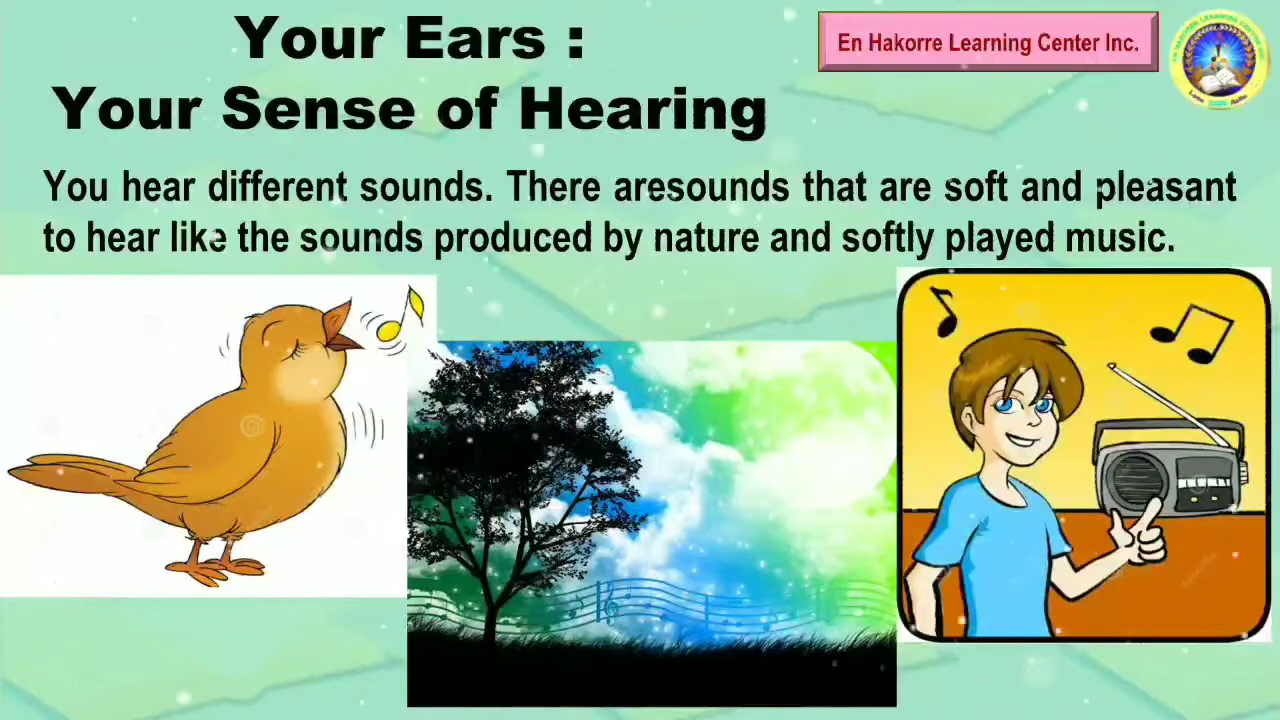 Your Ears :
Your Sense of Hearing
En Hakorre Learning Center Inc.
You hear different sounds. There aresounds that are soft and pleasant
to hear like the sounds produced by nature and softly played music.